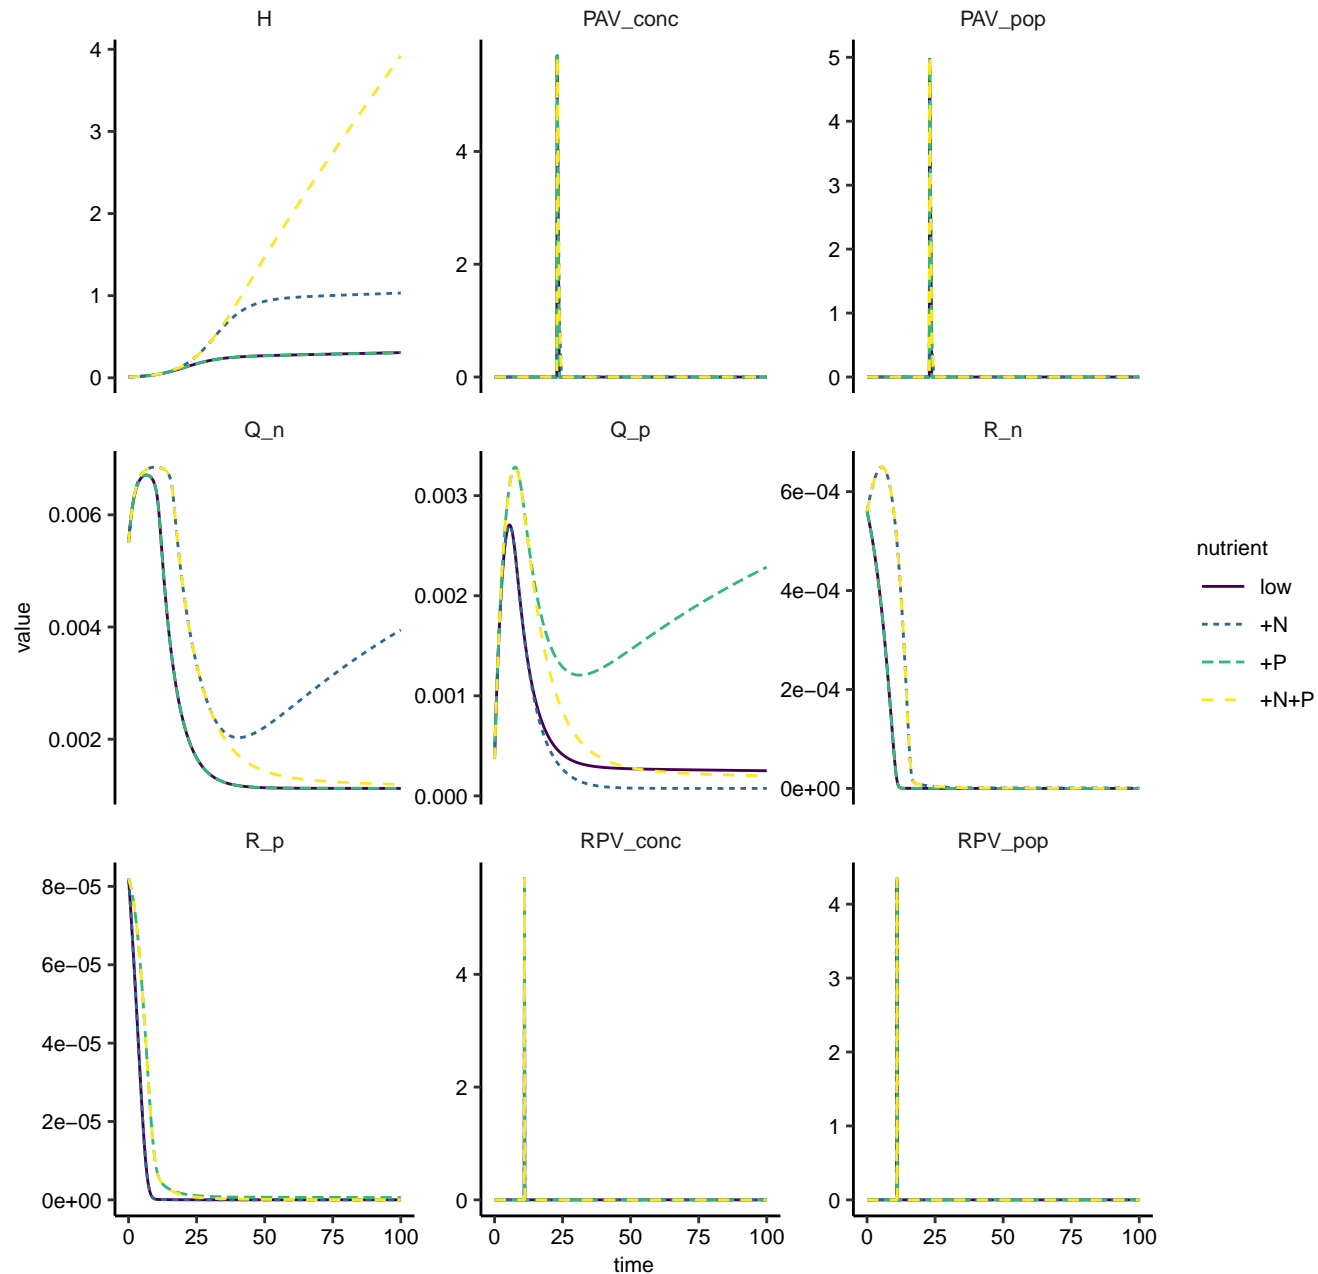 H PAV_conc PAV_pop
4
3
2
1
0
4
2
0
5
4
3
2
1
0
Q_n Q_p R_n
0.006
0.004
0.002
0.003
0.002
0.001
0.000
6e−04
4e−04
2e−04
0e+00
R_p RPV_conc RPV_pop
8e−05
6e−05
4e−05
2e−05
0e+00
4
2
0
4
3
2
1
0
0 25 50 75 100 0 25 50 75 100 0 25 50 75 100
time
value
nutrient
low
+N
+P
+N+P